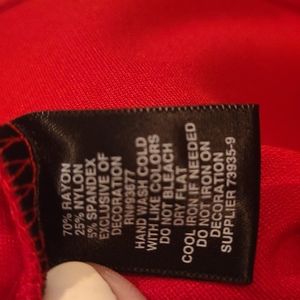 70% RAYON
25% NYLON
5% SPANDEX
EXCLUSIVE OF
DECORATION
RN#93677
HAND WASH COLD
WITH LIKE COLORS
DO NOT BLEACH
DRY FLAT
COOL IRON IF NEEDED
DO NOT IRON ON
DECORATION
SUPPLIER 73935-9